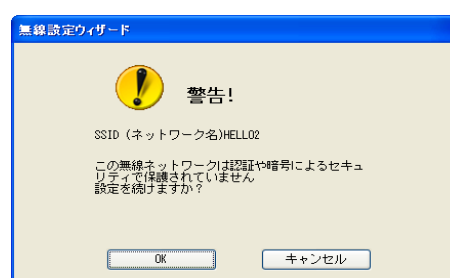 無線設定ウィザード
警告!
SSID (ネットワーク名)HELLO2
この無線ネットワークは認証や暗号によるセキュ
リティで保護されていません
設定を続けますか?
OK
キャンセル